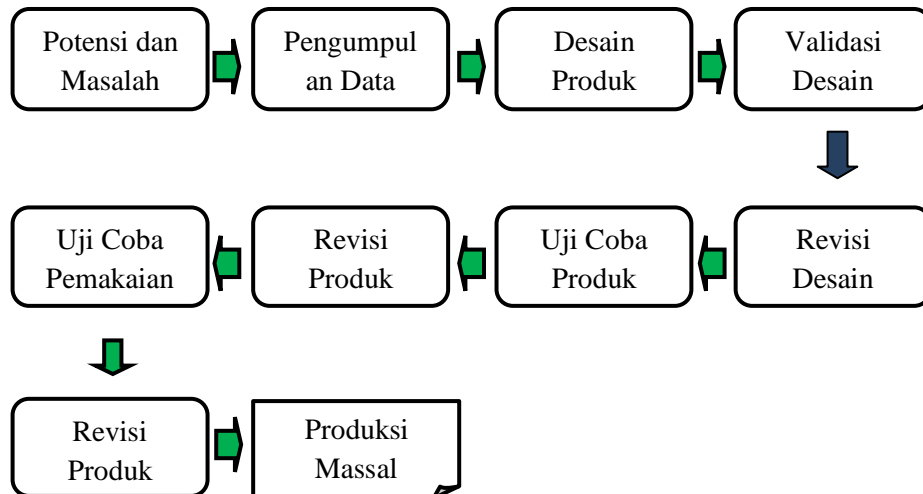 Potensi dan
Masalah
Pengumpul
an Data
Desain
Produk
Validasi
Desain
Uji Coba
Pemakaian
Revisi
Produk
Uji Coba
Produk
Revisi
Desain
Revisi
Produk
Produksi
Massal